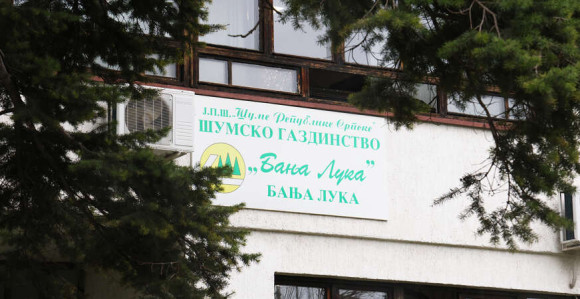 Ј.П.Ш. „Шуме Републике Српске"
ШУМСКО ГАЗДИНСТВО
„Бања Лука"
БАЊА ЛУКА